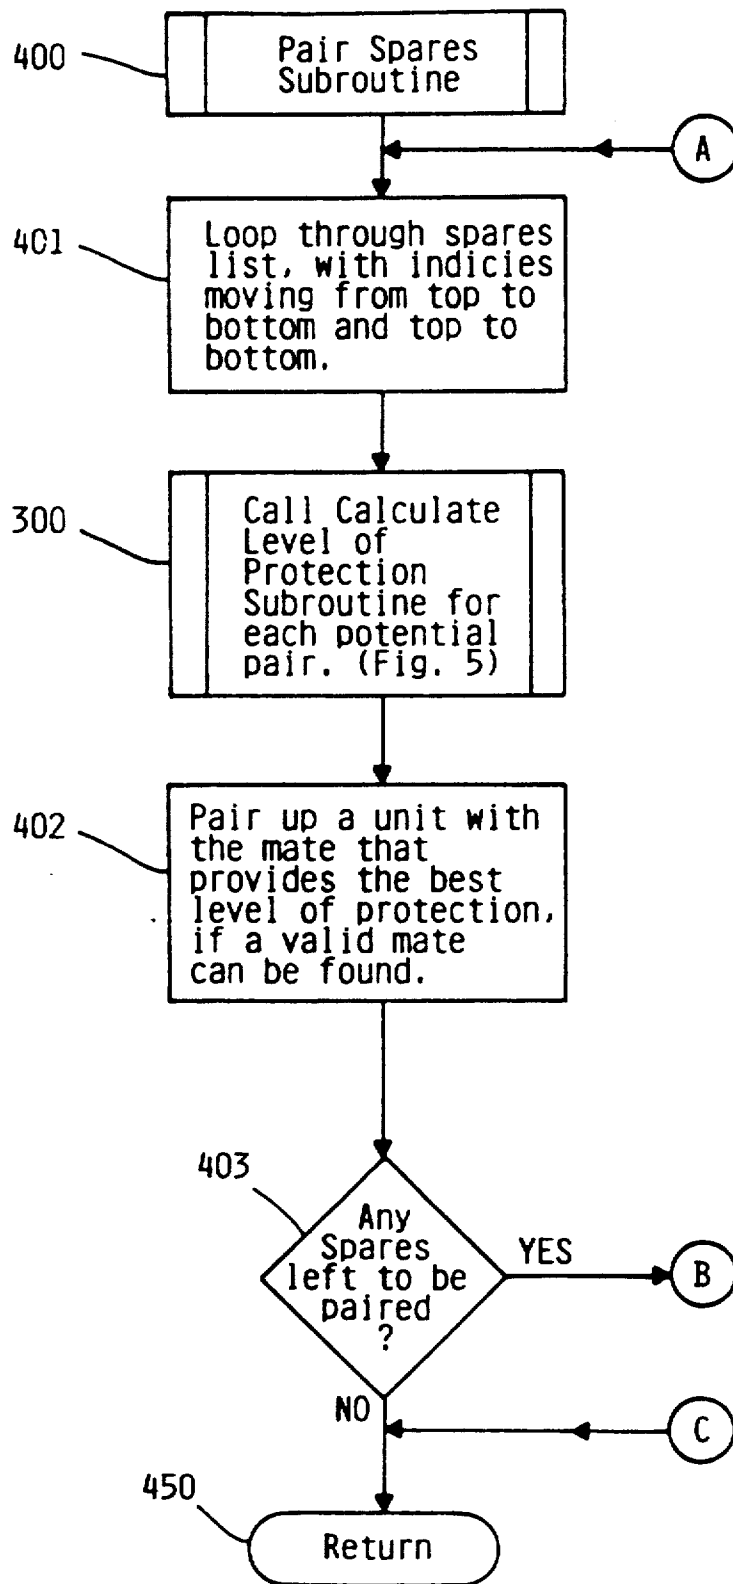 400
Pair Spares
Subroutine
A
401
Loop through spares
list, with indicies
moving from top to
bottom and top to
bottom.
300
Call Calculate
Level of
Protection
Subroutine for
each potential
pair. (Fig. 5)
402
Pair up a unit with
the mate that
provides the best
level of protection,
if a valid mate
can be found.
403
Any
Spares
left to be
paired
?
YES
B
NO
C
450
Return